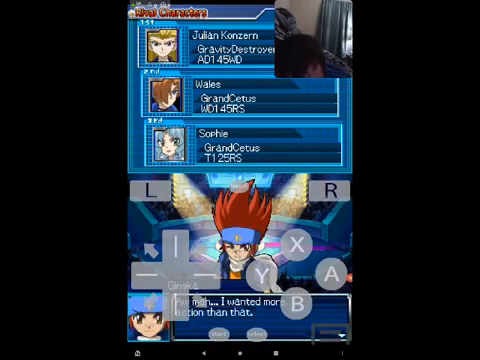 Rival Characters
1st
Julian Konzern
GravityDestroyer
AD145WD
2nd
Wales
GrandCetus
WD145RS
3rd
Sophie
GrandCetus
T125RS
L
R
X
Y
A
B
Gingka
Aw man... I wanted more
action than that.
start
select